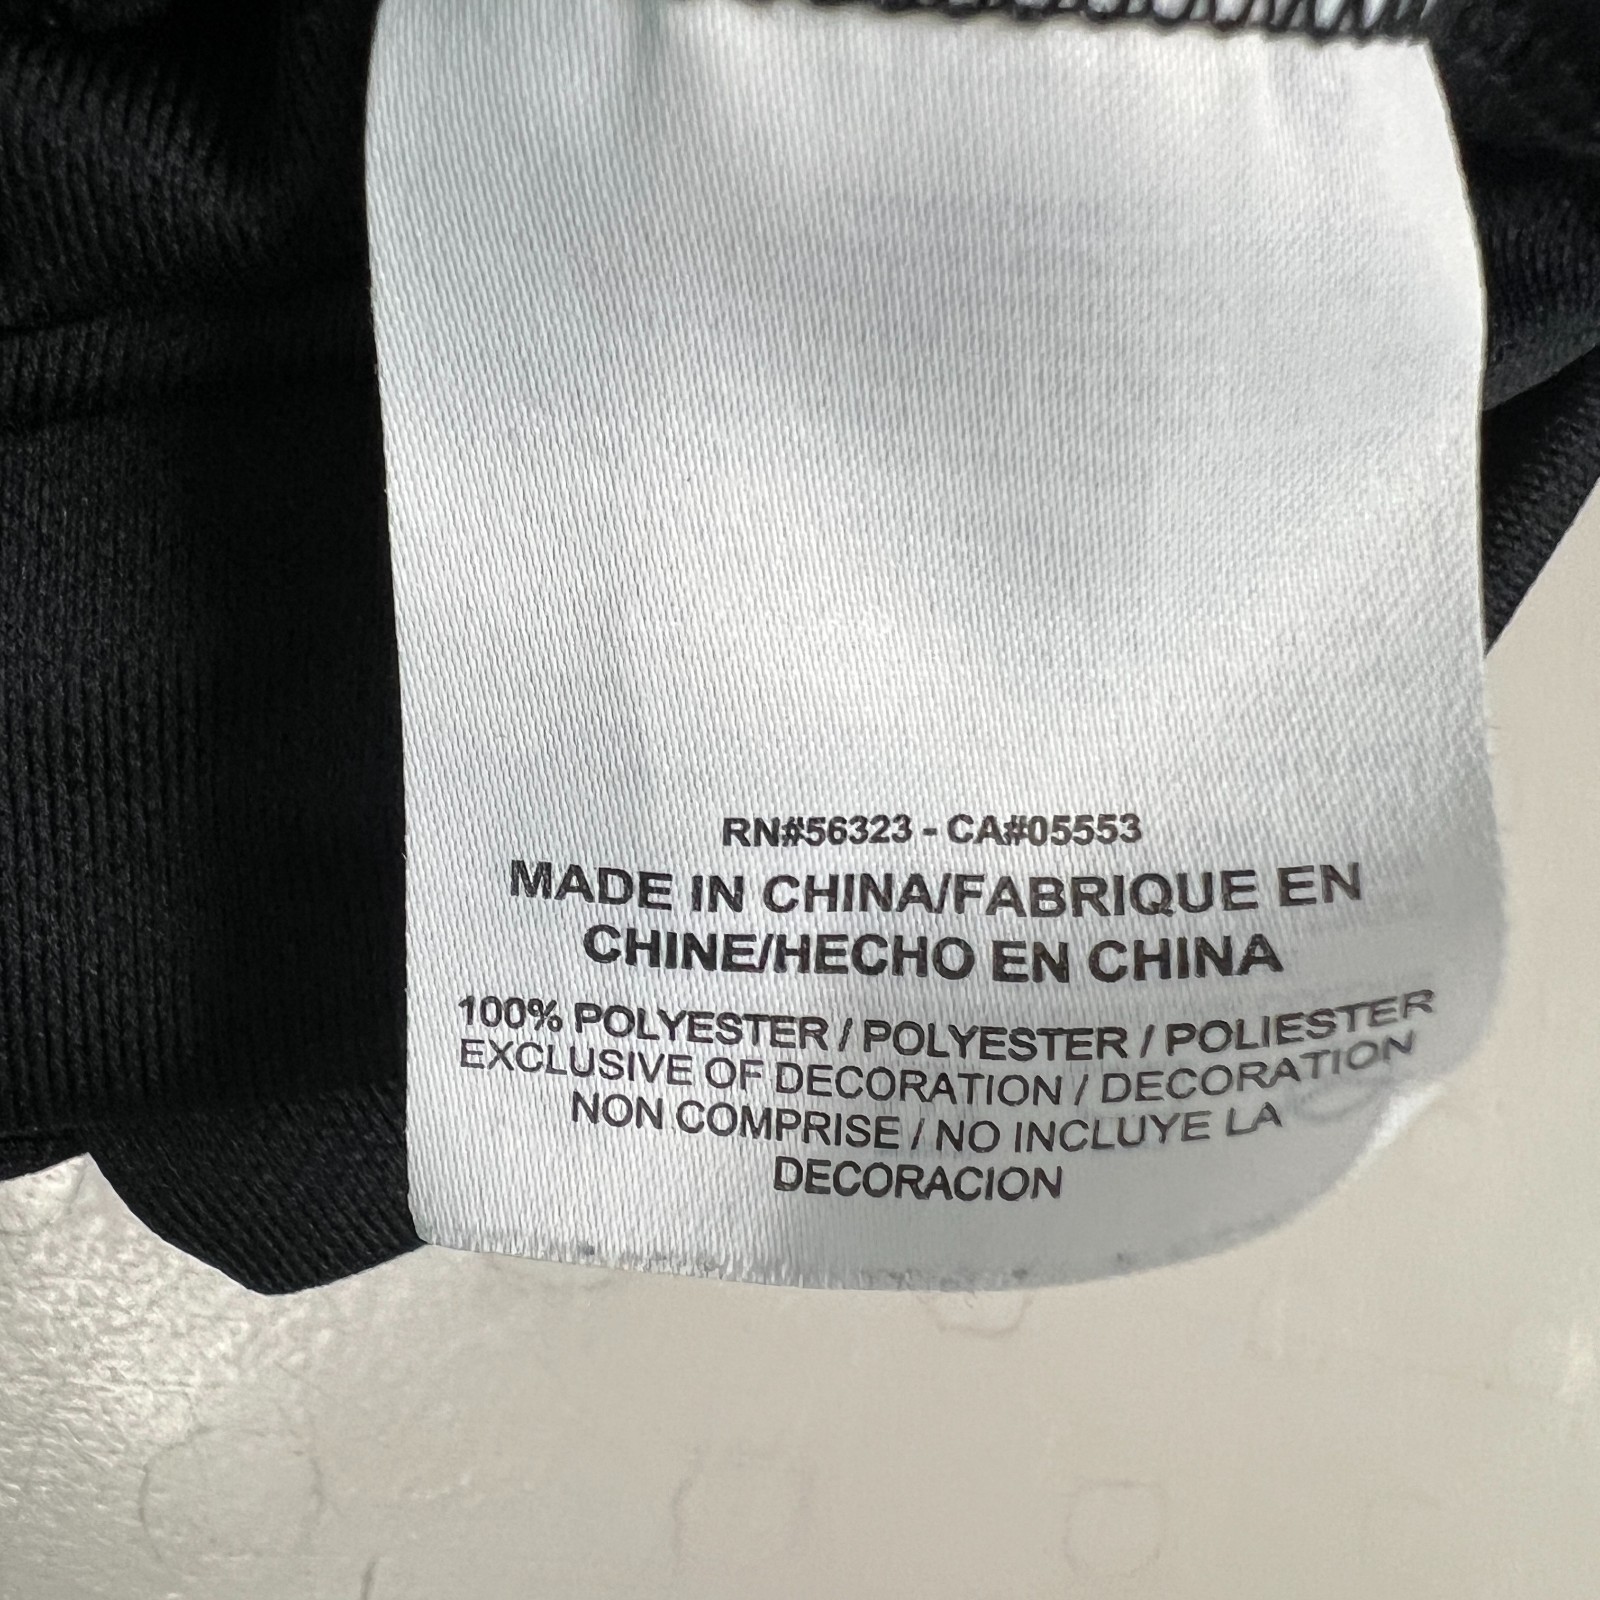 RN#56323 - CA#05553
MADE IN CHINA/FABRIQUE EN
CHINE/HECHO EN CHINA
100% POLYESTER / POLYESTER / POLIESTER
EXCLUSIVE OF DECORATION / DECORATION
NON COMPRISE / NO INCLUYE LA
DECORACION